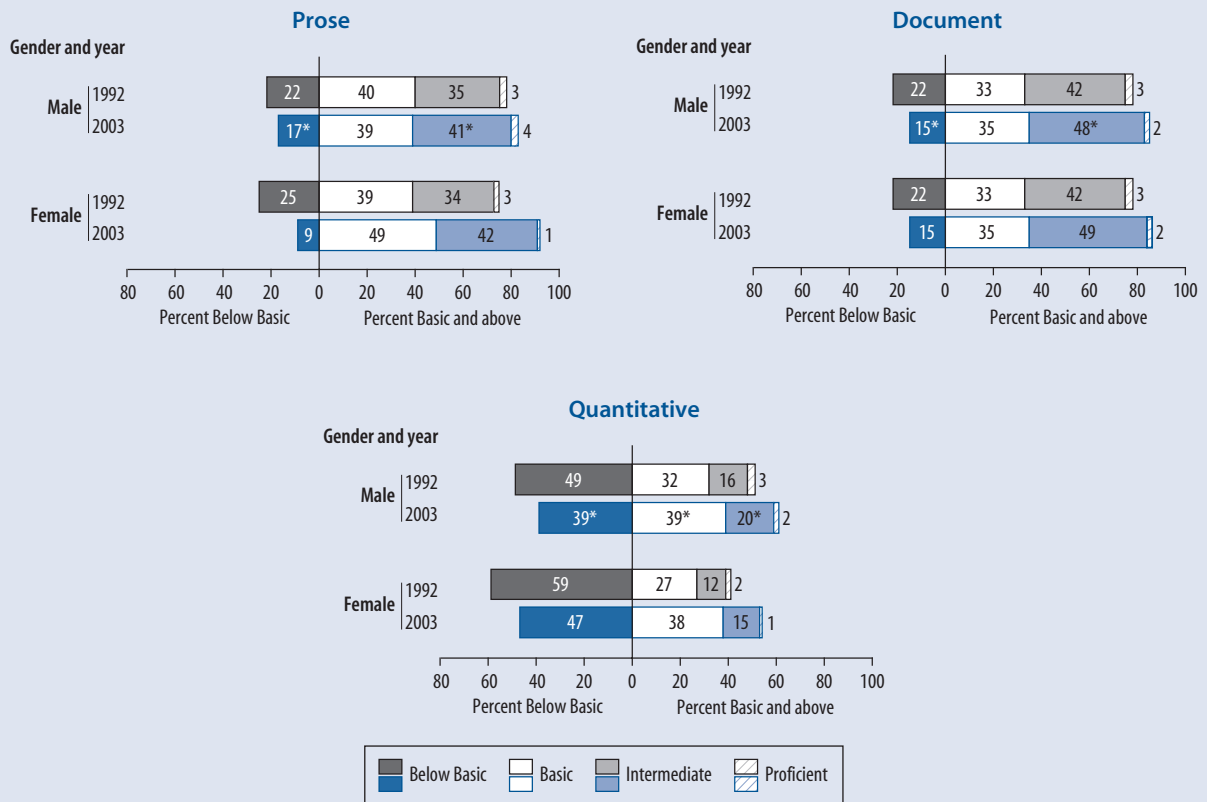 Prose
Gender and year
Male
1992
22 40 35 3
2003
17* 39 41* 4
Female
1992
25 39 34 3
2003
9 49 42 1
80 60 40 20 0 20 40 60 80 100
Percent Below Basic Percent Basic and above
Document
Gender and year
Male
1992
22 33 42 3
2003
15* 35 48* 2
Female
1992
22 33 42 3
2003
15 35 49 2
80 60 40 20 0 20 40 60 80 100
Percent Below Basic Percent Basic and above
Quantitative
Gender and year
Male
1992
49 32 16 3
2003
39* 39* 20* 2
Female
1992
59 27 12 2
2003
47 38 15 1
80 60 40 20 0 20 40 60 80 100
Percent Below Basic Percent Basic and above
Below Basic Basic Intermediate Proficient